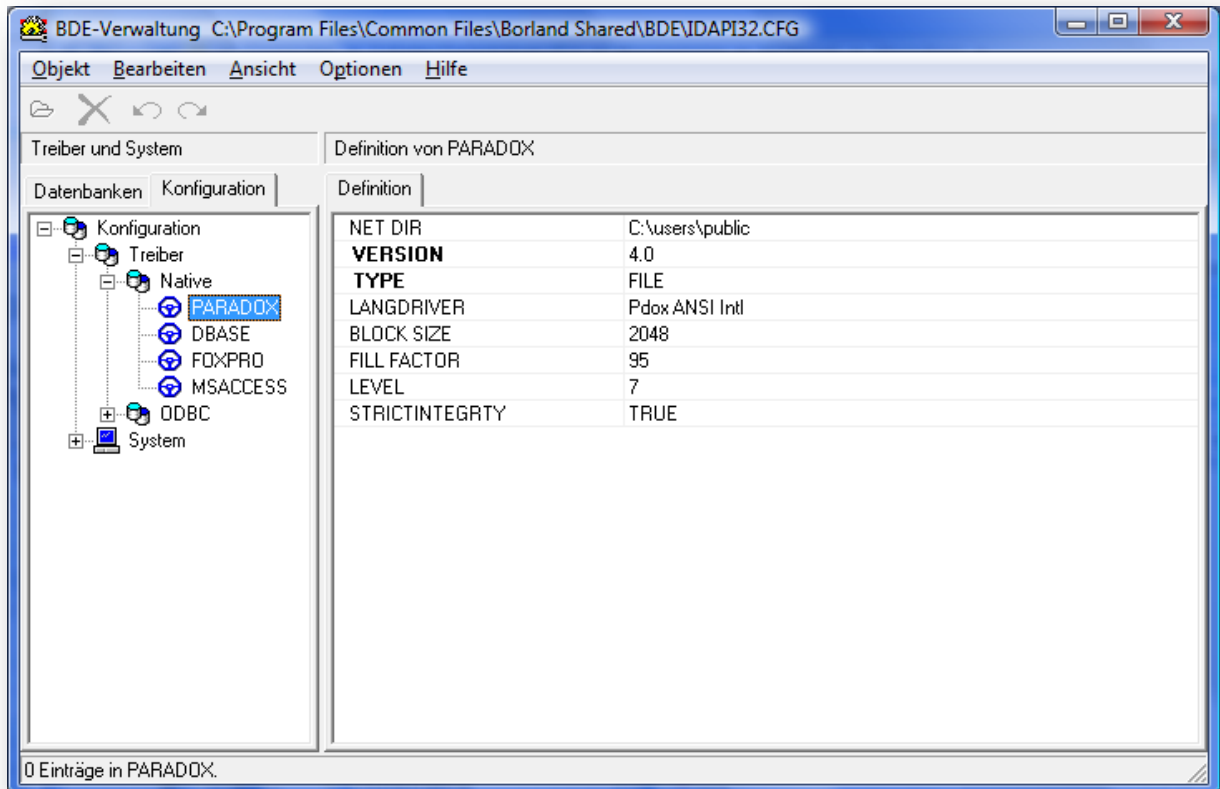 BDE-Verwaltung C:\Program Files\Common Files\Borland Shared\BDE\IDAPI32.CFG
Objekt Bearbeiten Ansicht Optionen Hilfe
Treiber und System
Definition von PARADOX
Datenbanken Konfiguration
Definition
Konfiguration
Treiber
Native
PARADOX
DBASE
FOXPRO
MSACCESS
ODBC
System
NET DIR C:\users\public
VERSION 4.0
TYPE FILE
LANGDRIVER Pdox ANSI Intl
BLOCK SIZE 2048
FILL FACTOR 95
LEVEL 7
STRICTINTEGRTY TRUE
0 Einträge in PARADOX.